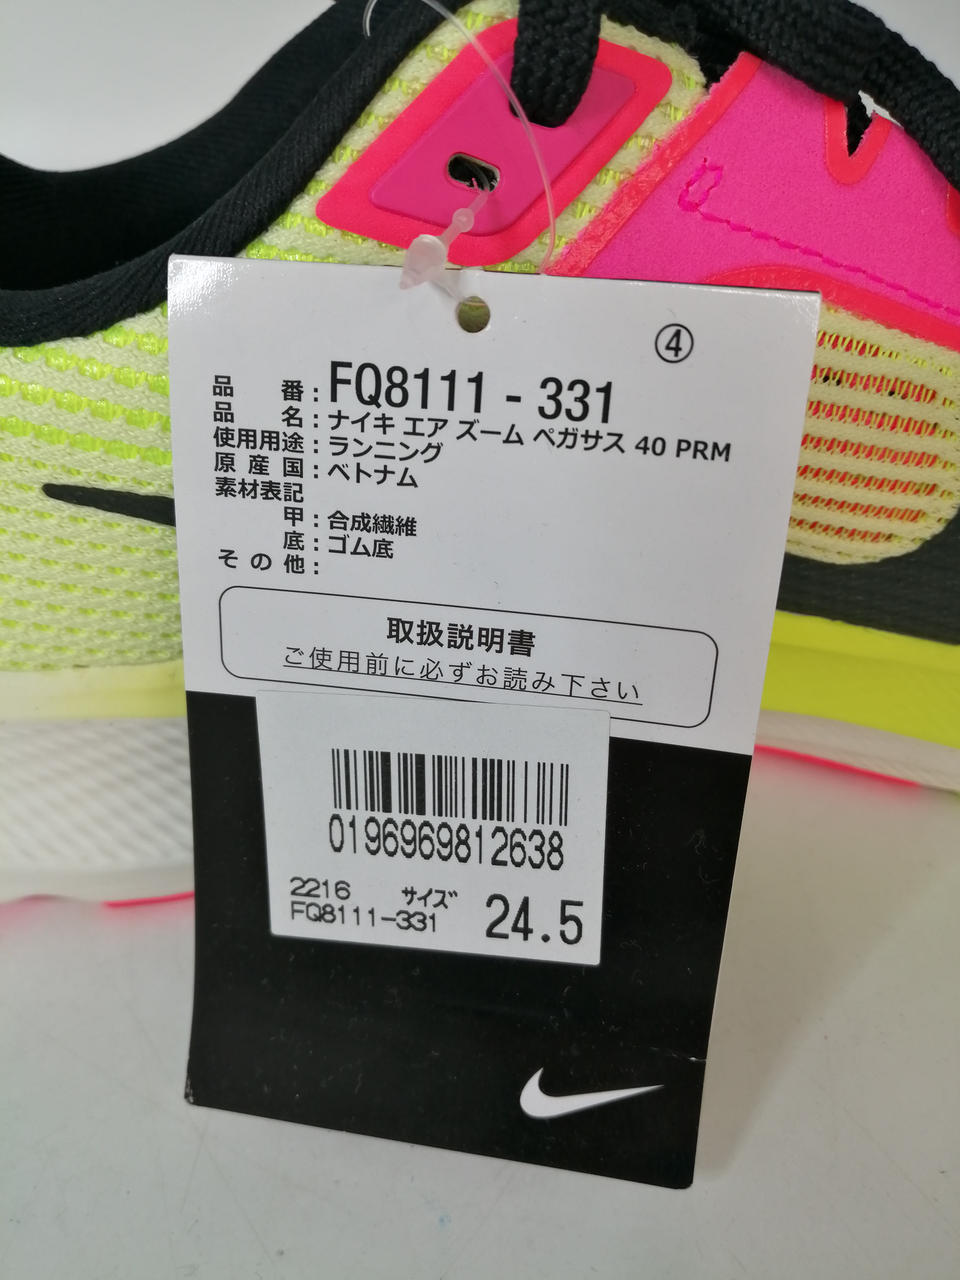 ④
品番:FQ8111-331
品名:ナイキ エア ズーム ペガサス 40 PRM
使用用途:ランニング
原産国:ベトナム
素材表記
甲:合成繊維
底:ゴム底
その他:
取扱説明書
ご使用前に必ずお読み下さい
0196969812638
2216 サイズ
FQ8111-331 24.5